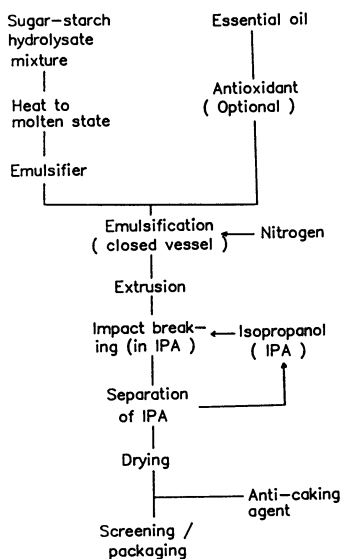 Sugar-starch
hydrolysate
mixture
Essential oil
Heat to
molten state
Antioxidant
( Optional )
Emulsifier
Emulsification
( closed vessel )
Nitrogen
Extrusion
Impact break-
ing (in IPA )
Isopropanol
( IPA )
Separation
of IPA
Drying
Anti-caking
agent
Screening /
packaging